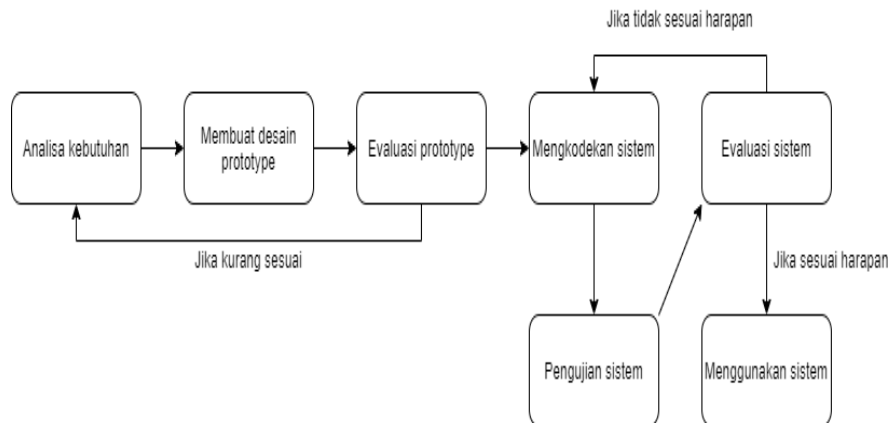 Jika tidak sesuai harapan
Analisa kebutuhan
Membuat desain
prototype
Evaluasi prototype
Mengkodekan sistem
Evaluasi sistem
Jika kurang sesuai
Jika sesuai harapan
Pengujian sistem
Menggunakan sistem